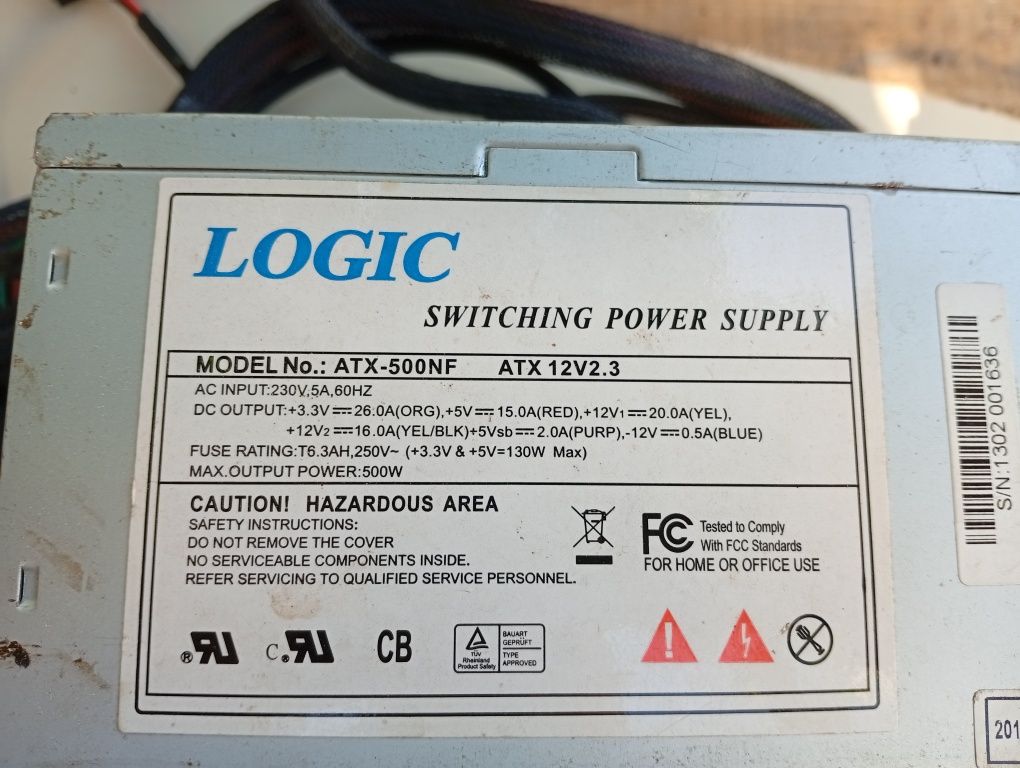 LOGIC
SWITCHING POWER SUPPLY
MODEL No.: ATX-500NF ATX 12V2.3
AC INPUT:230V,5A,60HZ
DC OUTPUT:+3.3V⎓26.0A(ORG),+5V⎓15.0A(RED),+12V1⎓20.0A(YEL),
+12V2⎓16.0A(YEL/BLK)+5Vsb⎓2.0A(PURP),-12V⎓0.5A(BLUE)
FUSE RATING:T6.3AH,250V~ (+3.3V & +5V=130W Max)
MAX.OUTPUT POWER:500W
CAUTION! HAZARDOUS AREA
SAFETY INSTRUCTIONS:
DO NOT REMOVE THE COVER
NO SERVICEABLE COMPONENTS INSIDE.
REFER SERVICING TO QUALIFIED SERVICE PERSONNEL.
FC Tested to Comply
With FCC Standards
FOR HOME OR OFFICE USE
CB
TÜV
Rheinland
Product Safety
BAUART
GEPRÜFT
TYPE
APPROVED
S/N:1302 001636
201